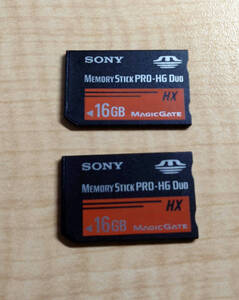 SONY
MEMORY STICK PRO-HG DUO
HX
16GB
MAGICGATE
SONY
MEMORY STICK PRO-HG DUO
HX
16GB
MAGICGATE